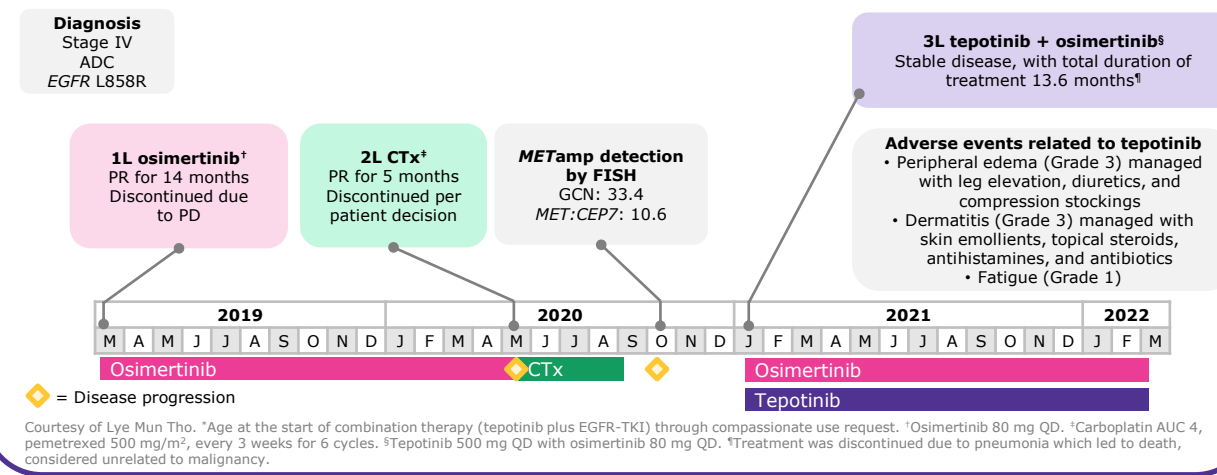 Diagnosis
Stage IV
ADC
EGFR L858R
1L osimertinib†
PR for 14 months
Discontinued due
to PD
2L CTx‡
PR for 5 months
Discontinued per
patient decision
METamp detection
by FISH
GCN: 33.4
MET:CEP7: 10.6
3L tepotinib + osimertinib§
Stable disease, with total duration of
treatment 13.6 months¶
Adverse events related to tepotinib
• Peripheral edema (Grade 3) managed
with leg elevation, diuretics, and
compression stockings
• Dermatitis (Grade 3) managed with
skin emollients, topical steroids,
antihistamines, and antibiotics
• Fatigue (Grade 1)
2019 2020 2021 2022
M A M J J A S O N D J F M A M J J A S O N D J F M A M J J A S O N D J F M
Osimertinib CTx Osimertinib
Tepotinib
= Disease progression
Courtesy of Lye Mun Tho. *Age at the start of combination therapy (tepotinib plus EGFR-TKI) through compassionate use request. †Osimertinib 80 mg QD. ‡Carboplatin AUC 4,
pemetrexed 500 mg/m², every 3 weeks for 6 cycles. §Tepotinib 500 mg QD with osimertinib 80 mg QD. ¶Treatment was discontinued due to pneumonia which led to death,
considered unrelated to malignancy.